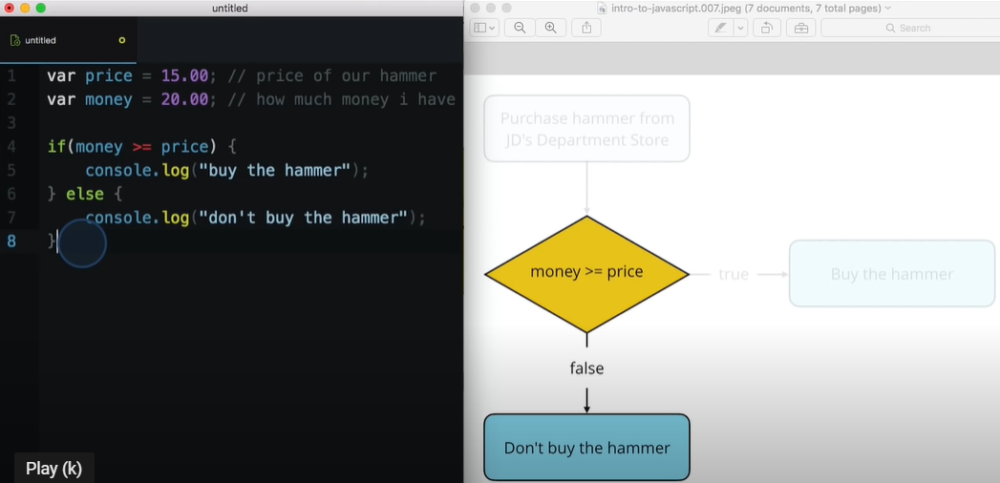 untitled
untitled
1 var price = 15.00; // price of our hammer
2 var money = 20.00; // how much money i have
3
4 if(money >= price) {
5     console.log("buy the hammer");
6 } else {
7     console.log("don't buy the hammer");
8 }
Play (k)
intro-to-javascript.007.jpeg (7 documents, 7 total pages)
Search
Purchase hammer from
JD's Department Store
money >= price
true
Buy the hammer
false
Don't buy the hammer